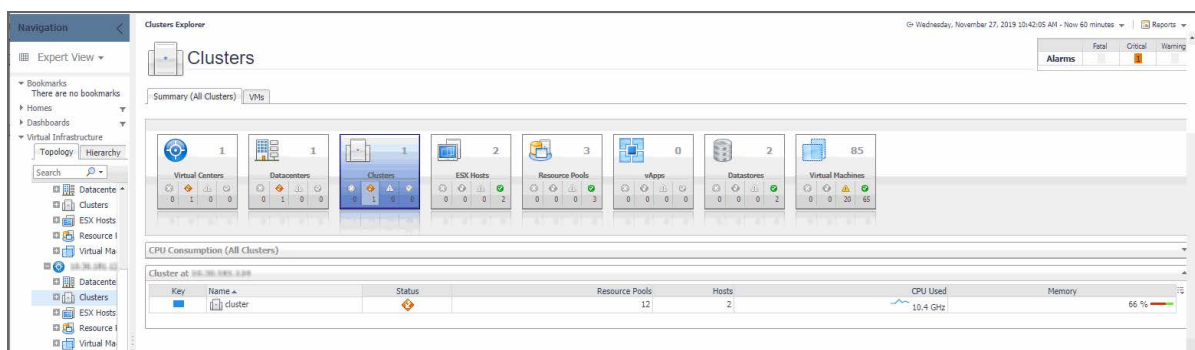 Navigation
Expert View
Bookmarks
There are no bookmarks
Homes
Dashboards
Virtual Infrastructure
Topology Hierarchy
Search
Datacente
Clusters
ESX Hosts
Resource
Virtual Ma
Datacente
Clusters
ESX Hosts
Resource
Virtual Ma
Clusters Explorer
Wednesday, November 27, 2019 10:42:05 AM - Now 60 minutes | Reports
Clusters
Fatal Critical Warning
Alarms 1
Summary (All Clusters) VMs
1 1 1 2 3 0 2 85
Virtual Centers Datacenters Clusters ESX Hosts Resource Pools vApps Datastores Virtual Machines
0 1 0 0 0 1 0 0 0 1 0 0 0 0 0 2 0 0 0 3 0 0 0 0 0 0 0 2 0 0 20 65
CPU Consumption (All Clusters)
Cluster at
Key Name Status Resource Pools Hosts CPU Used Memory
cluster 12 2 10.4 GHz 66 %